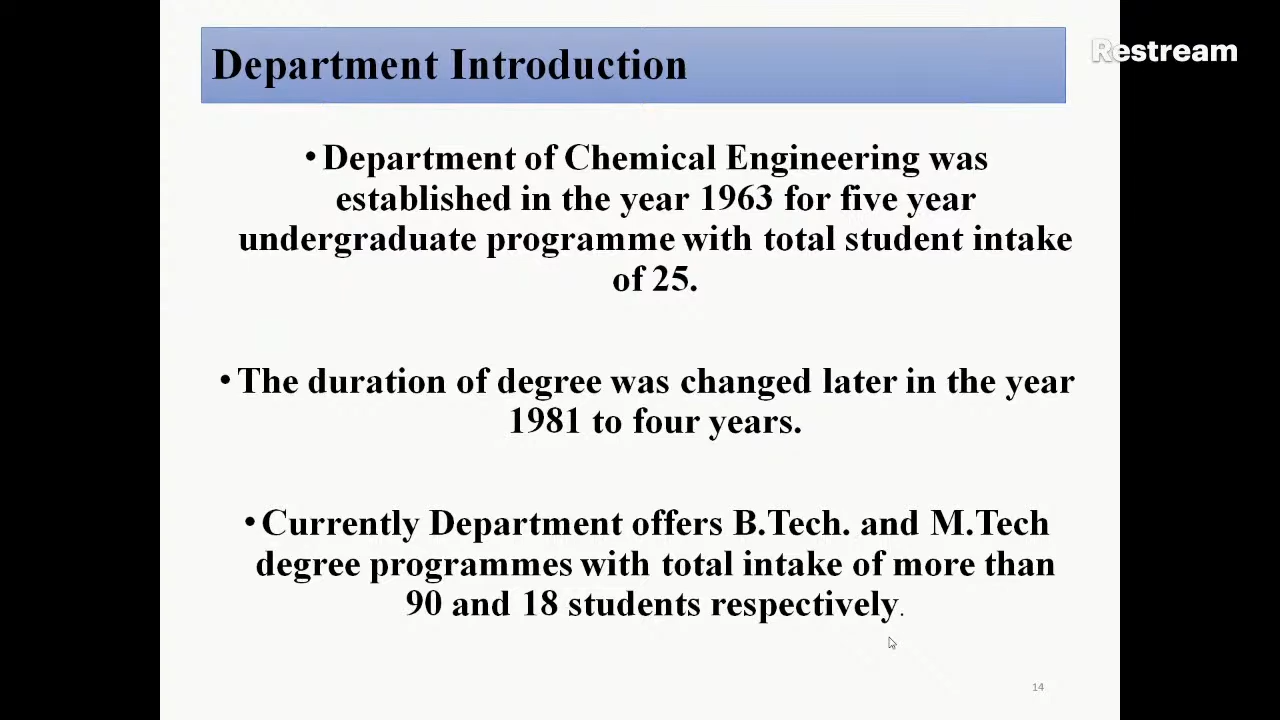 Department Introduction
Restream
•Department of Chemical Engineering was
established in the year 1963 for five year
undergraduate programme with total student intake
of 25.
•The duration of degree was changed later in the year
1981 to four years.
•Currently Department offers B.Tech. and M.Tech
degree programmes with total intake of more than
90 and 18 students respectively.
14